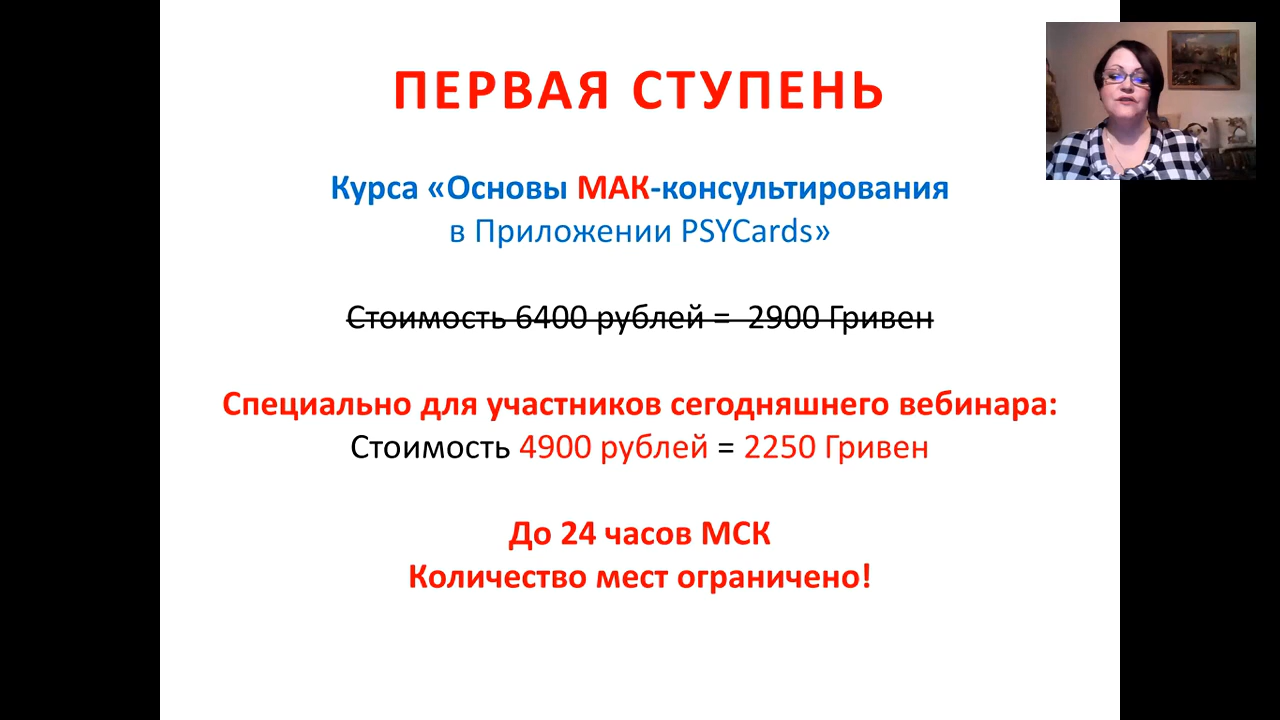 ПЕРВАЯ СТУПЕНЬ
Курса «Основы МАК-консультирования
в Приложении PSYCards»
Стоимость 6400 рублей = 2900 Гривен
Специально для участников сегодняшнего вебинара:
Стоимость 4900 рублей = 2250 Гривен
До 24 часов МСК
Количество мест ограничено!